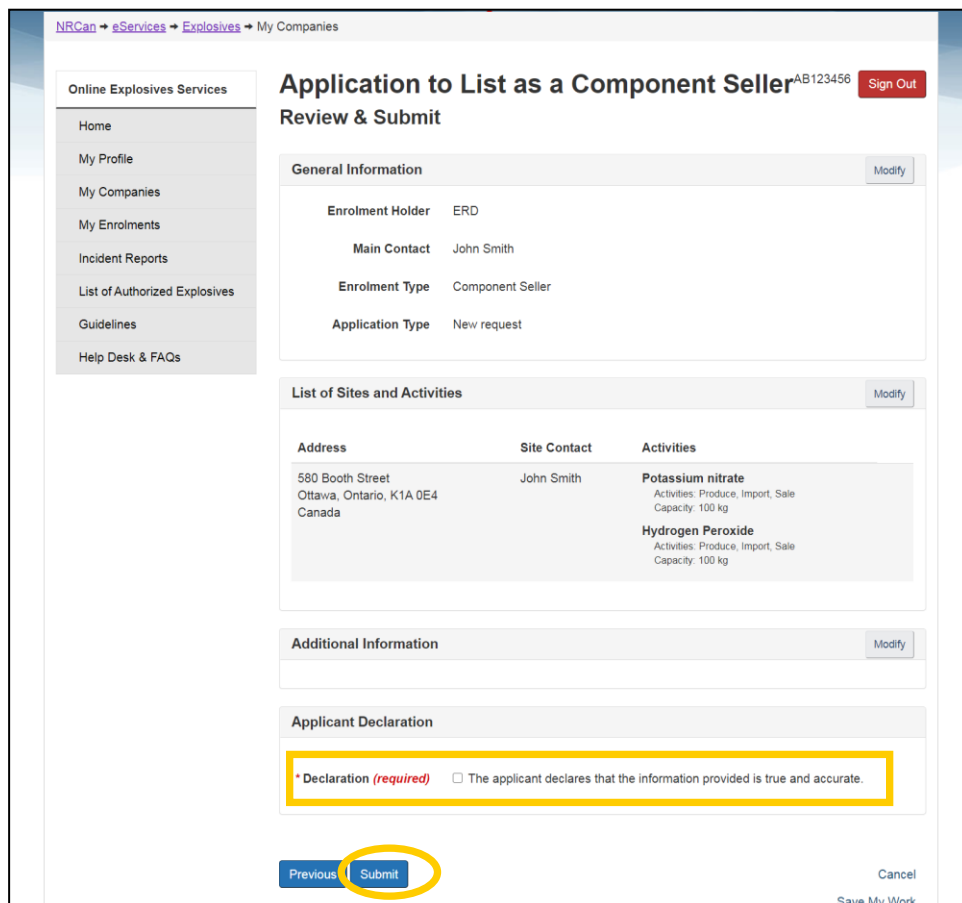 NRCan → eServices → Explosives → My Companies
Online Explosives Services
Home
My Profile
My Companies
My Enrolments
Incident Reports
List of Authorized Explosives
Guidelines
Help Desk & FAQs
Application to List as a Component Seller AB123456 Sign Out
Review & Submit
General Information Modify
Enrolment Holder ERD
Main Contact John Smith
Enrolment Type Component Seller
Application Type New request
List of Sites and Activities Modify
Address Site Contact Activities
580 Booth Street John Smith Potassium nitrate
Ottawa, Ontario, K1A 0E4 Activities: Produce, Import, Sale
Canada Capacity: 100 kg
Hydrogen Peroxide
Activities: Produce, Import, Sale
Capacity: 100 kg
Additional Information Modify
Applicant Declaration
* Declaration (required) The applicant declares that the information provided is true and accurate.
Previous Submit Cancel
Save My Work